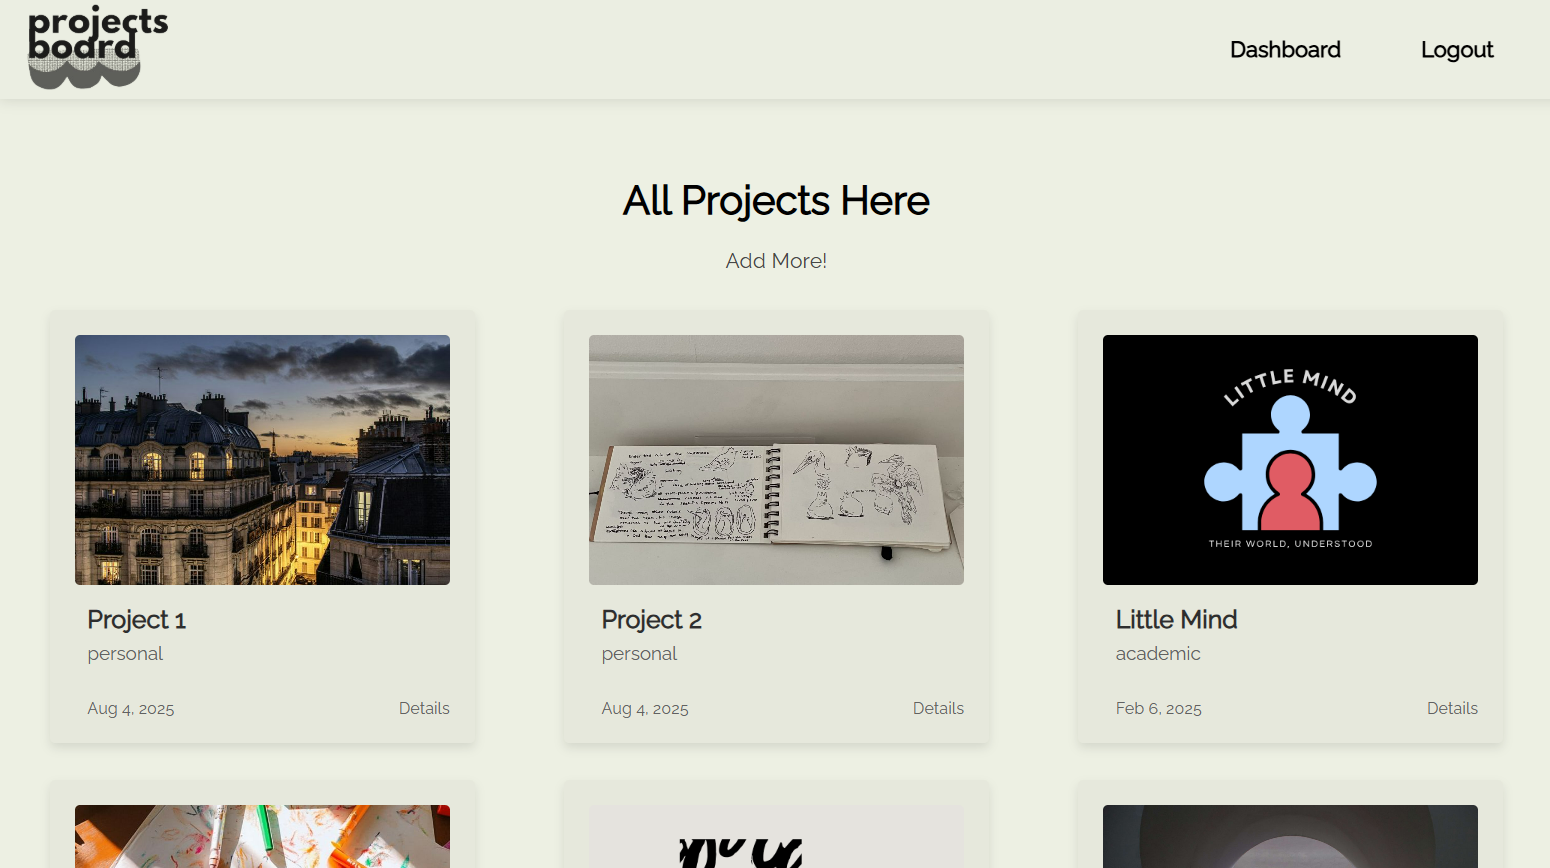 projects
board
Dashboard
Logout
All Projects Here
Add More!
LITTLE MIND
THEIR WORLD, UNDERSTOOD
Project 1
personal
Aug 4, 2025
Details
Project 2
personal
Aug 4, 2025
Details
Little Mind
academic
Feb 6, 2025
Details